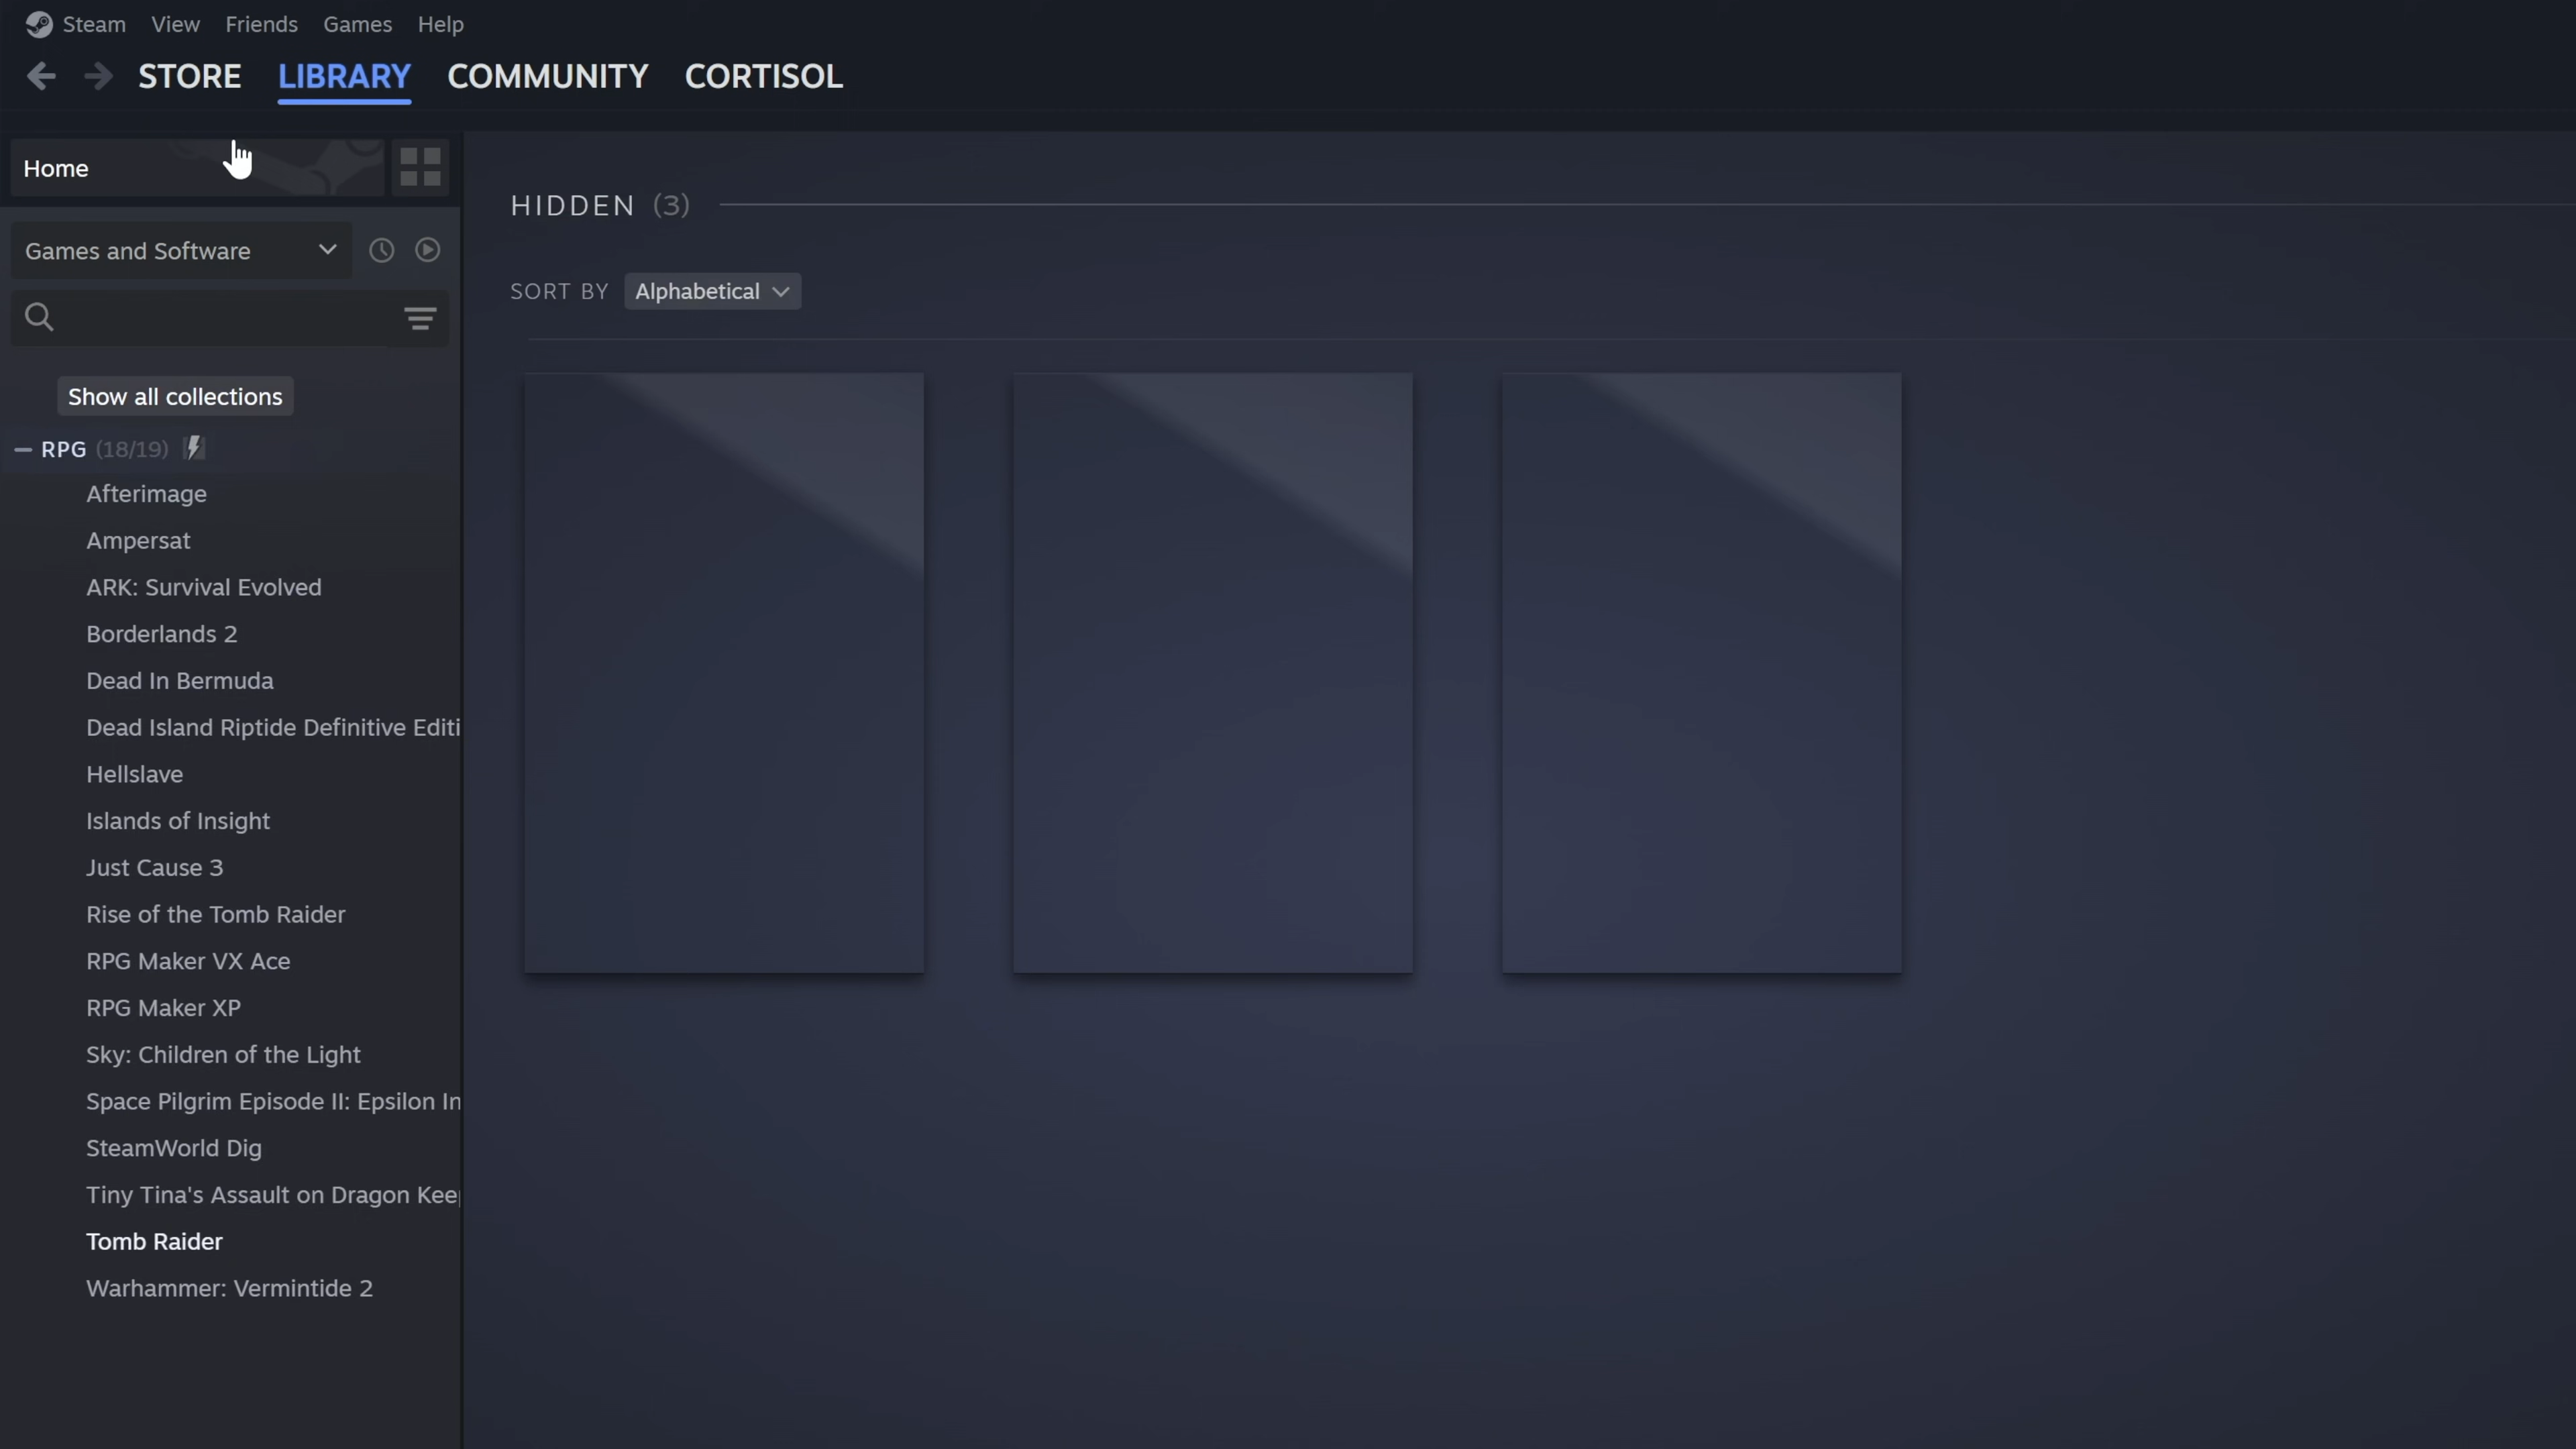 Steam View Friends Games Help
STORE LIBRARY COMMUNITY CORTISOL
Home
Games and Software
Show all collections
RPG (18/19)
Afterimage
Ampersat
ARK: Survival Evolved
Borderlands 2
Dead In Bermuda
Dead Island Riptide Definitive Editi
Hellslave
Islands of Insight
Just Cause 3
Rise of the Tomb Raider
RPG Maker VX Ace
RPG Maker XP
Sky: Children of the Light
Space Pilgrim Episode II: Epsilon In
SteamWorld Dig
Tiny Tina's Assault on Dragon Keep
Tomb Raider
Warhammer: Vermintide 2
HIDDEN (3)
SORT BY Alphabetical